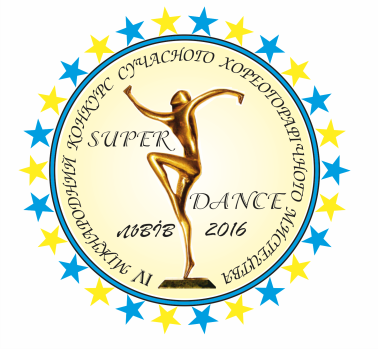 IV МІЖНАРОДНИЙ КОНКУРС СУЧАСНОГО ХОРЕОГРАФІЧНОГО МИСТЕЦТВА
SUPER
DANCE
ЛЬВІВ 2016